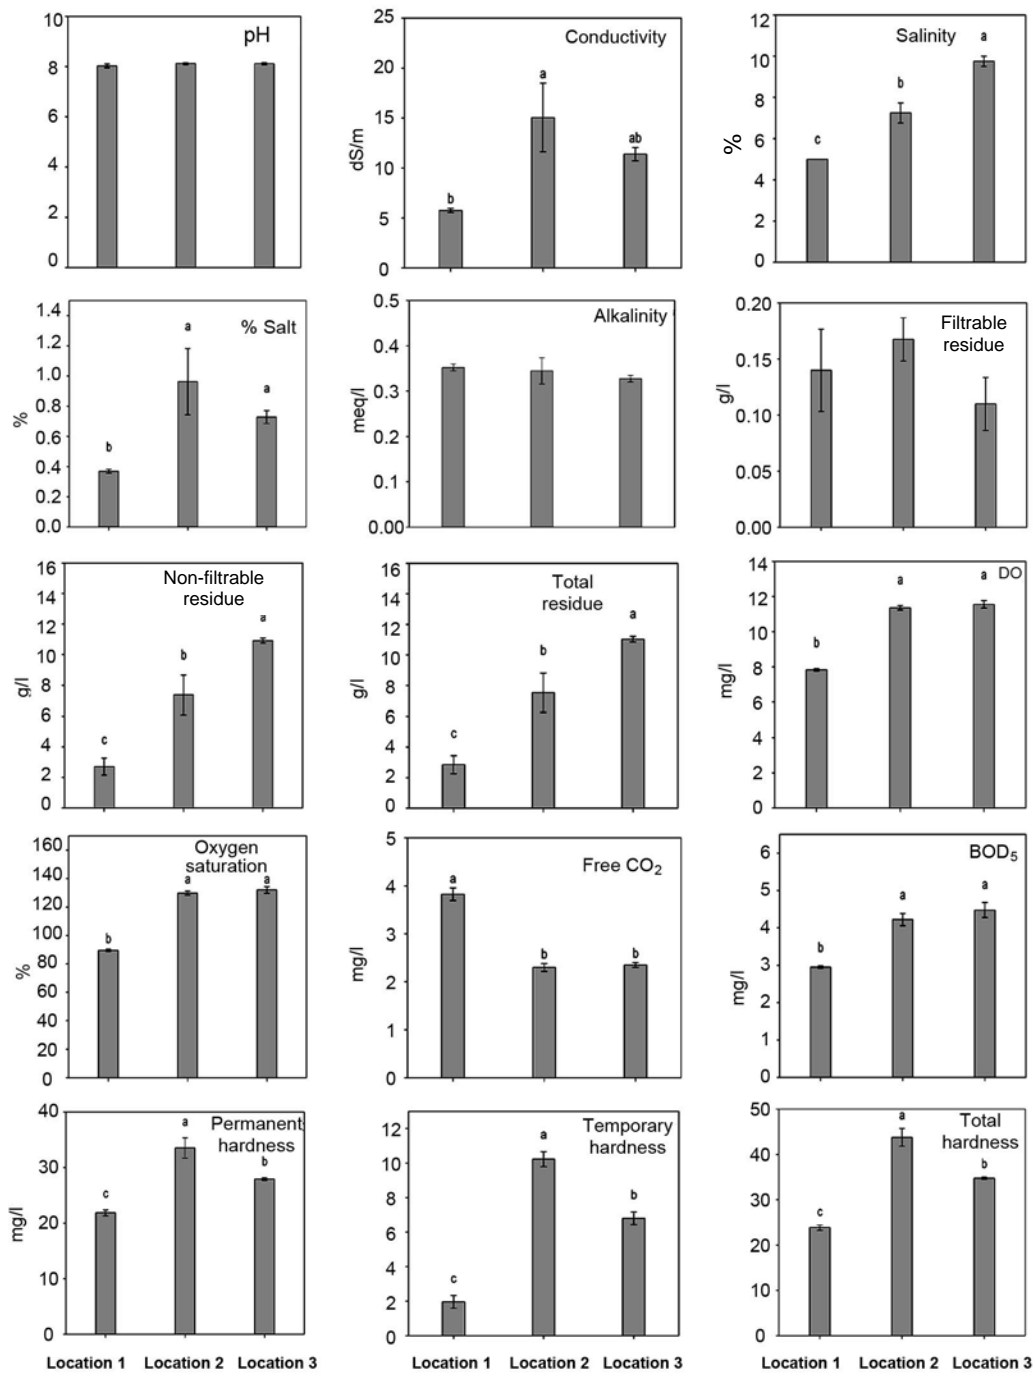 pH
10
8
6
4
2
0
Conductivity
dS/m
25
20
15
10
5
0
b
a
ab
Salinity
%
12
10
8
6
4
2
0
c
b
a
% Salt
%
1.4
1.2
1.0
0.8
0.6
0.4
0.2
0.0
b
a
a
Alkalinity
meq/l
0.5
0.4
0.3
0.2
0.1
0.00
Filtrable
residue
g/l
0.20
0.15
0.10
0.05
0.00
Non-filtrable
residue
g/l
16
14
12
10
8
6
4
2
0
c
b
a
Total
residue
g/l
16
14
12
10
8
6
4
2
0
c
b
a
DO
mg/l
14
12
10
8
6
4
2
0
b
a
a
Oxygen
saturation
%
160
140
120
100
80
60
40
20
0
b
a
a
Free CO₂
mg/l
5
4
3
2
1
0
a
b
b
BOD₅
mg/l
6
5
4
3
2
1
0
b
a
a
Permanent
hardness
mg/l
40
30
20
10
0
c
a
b
Temporary
hardness
12
10
8
6
4
2
0
c
a
b
Total
hardness
50
40
30
20
10
0
c
a
b
Location 1 Location 2 Location 3
Location 1 Location 2 Location 3
Location 1 Location 2 Location 3